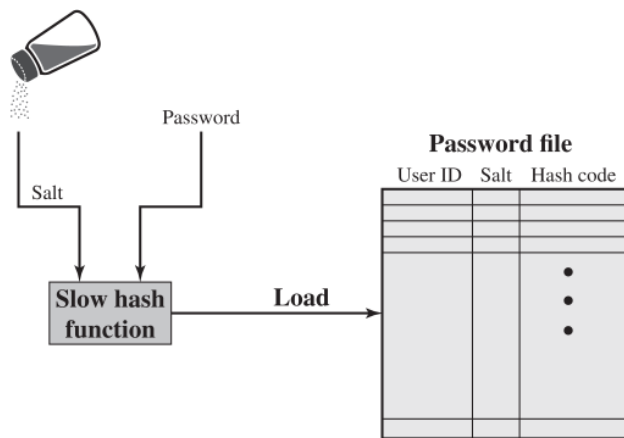 Password
Salt
Slow hash
function
Load
Password file
User ID Salt Hash code